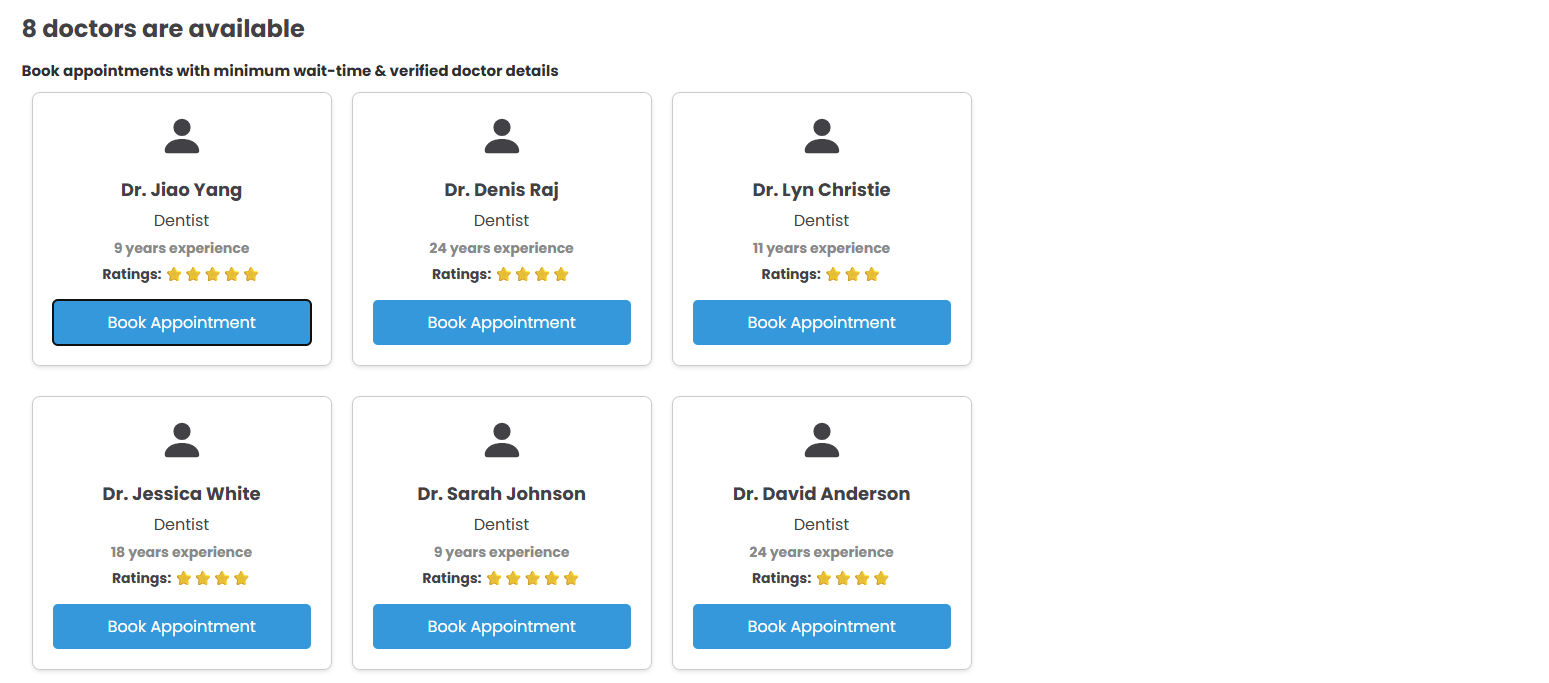 8 doctors are available
Book appointments with minimum wait-time & verified doctor details
Dr. Jiao Yang
Dentist
9 years experience
Ratings:
Book Appointment
Dr. Denis Raj
Dentist
24 years experience
Ratings:
Book Appointment
Dr. Lyn Christie
Dentist
11 years experience
Ratings:
Book Appointment
Dr. Jessica White
Dentist
18 years experience
Ratings:
Book Appointment
Dr. Sarah Johnson
Dentist
9 years experience
Ratings:
Book Appointment
Dr. David Anderson
Dentist
24 years experience
Ratings:
Book Appointment